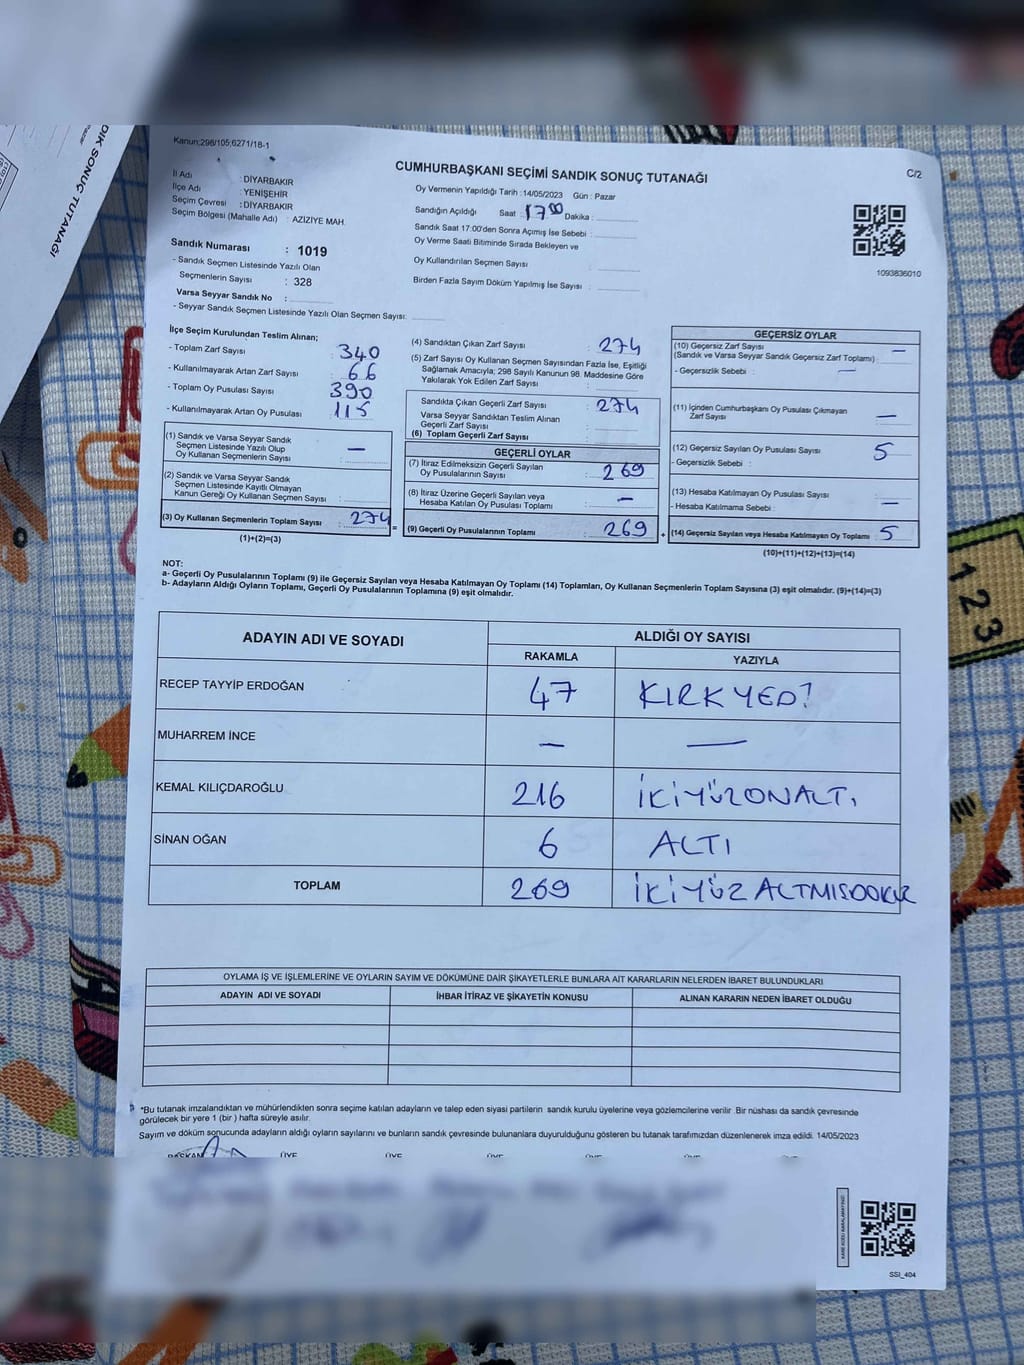 DIK SONUÇ TUTANAĞI
Kanun;298/105;6271/18-1
C/2
CUMHURBAŞKANI SEÇİMİ SANDIK SONUÇ TUTANAĞI
İl Adı : DİYARBAKIR
İlçe Adı : YENİŞEHİR
Seçim Çevresi : DİYARBAKIR
Seçim Bölgesi (Mahalle Adı) : AZIZIYE MAH.
Sandık Numarası : 1019
- Sandık Seçmen Listesinde Yazılı Olan
Seçmenlerin Sayısı : 328
Varsa Seyyar Sandık No :
- Seyyar Sandık Seçmen Listesinde Yazılı Olan Seçmen Sayısı:
Oy Vermenin Yapıldığı Tarih : 14/05/2023 Gün : Pazar
Sandığın Açıldığı Saat : 17 00 Dakika :
Sandık Saat 17:00'den Sonra Açımış İse Sebebi :
Oy Verme Saati Bitiminde Sırada Bekleyen ve
Oy Kullandırılan Seçmen Sayısı :
Birden Fazla Sayım Döküm Yapılmış İse Sayısı :
1093836010
İlçe Seçim Kurulundan Teslim Alınan;
- Toplam Zarf Sayısı : 340
- Kullanılmayarak Artan Zarf Sayısı : 66
- Toplam Oy Pusulası Sayısı : 390
- Kullanılmayarak Artan Oy Pusulası : 115
(1) Sandık ve Varsa Seyyar Sandık
Seçmen Listesinde Yazılı Olup
Oy Kullanan Seçmenlerin Sayısı : —
(2) Sandık ve Varsa Seyyar Sandık
Seçmen Listesinde Kayıtlı Olmayan
Kanun Gereği Oy Kullanan Seçmen Sayısı :
(3) Oy Kullanan Seçmenlerin Toplam Sayısı : 274 =
(1)+(2)=(3)
(4) Sandıktan Çıkan Zarf Sayısı : 274
(5) Zarf Sayısı Oy Kullanan Seçmen Sayısından Fazla İse, Eşitliği
Sağlamak Amacıyla; 298 Sayılı Kanunun 98. Maddesine Göre
Yakılarak Yok Edilen Zarf Sayısı :
Sandıkta Çıkan Geçerli Zarf Sayısı : 274
Varsa Seyyar Sandıktan Teslim Alınan
Geçerli Zarf Sayısı :
(6) Toplam Geçerli Zarf Sayısı :
GEÇERLİ OYLAR
(7) İtiraz Edilmeksizin Geçerli Sayılan
Oy Pusulalarının Sayısı : 269
(8) İtiraz Üzerine Geçerli Sayılan veya
Hesaba Katılan Oy Pusulası Toplamı : —
(9) Geçerli Oy Pusulalarının Toplamı : 269 +
GEÇERSİZ OYLAR
(10) Geçersiz Zarf Sayısı
(Sandık ve Varsa Seyyar Sandık Geçersiz Zarf Toplamı) : —
- Geçersizlik Sebebi : —
(11) İçinden Cumhurbaşkanı Oy Pusulası Çıkmayan
Zarf Sayısı : —
(12) Geçersiz Sayılan Oy Pusulası Sayısı : 5
- Geçersizlik Sebebi :
(13) Hesaba Katılmayan Oy Pusulası Sayısı : —
- Hesaba Katılmama Sebebi :
(14) Geçersiz Sayılan veya Hesaba Katılmayan Oy Toplamı : 5
(10)+(11)+(12)+(13)=(14)
NOT:
a- Geçerli Oy Pusulalarının Toplamı (9) ile Geçersiz Sayılan veya Hesaba Katılmayan Oy Toplamı (14) Toplamları, Oy Kullanan Seçmenlerin Toplam Sayısına (3) eşit olmalıdır. (9)+(14)=(3)
b- Adayların Aldığı Oyların Toplamı, Geçerli Oy Pusulalarının Toplamına (9) eşit olmalıdır.
ADAYIN ADI VE SOYADI ALDIĞI OY SAYISI
RAKAMLA YAZIYLA
RECEP TAYYİP ERDOĞAN 47 KIRKYEDİ
MUHARREM İNCE — —
KEMAL KILIÇDAROĞLU 216 İKİYÜZONALTI
SİNAN OĞAN 6 ALTI
TOPLAM 269 İKİYÜZ ALTMISDOKUZ
OYLAMA İŞ VE İŞLEMLERİNE VE OYLARIN SAYIM VE DÖKÜMÜNE DAİR ŞİKAYETLERLE BUNLARA AİT KARARLARIN NELERDEN İBARET BULUNDUKLARI
ADAYIN ADI VE SOYADI İHBAR İTİRAZ VE ŞİKAYETİN KONUSU ALINAN KARARIN NEDEN İBARET OLDUĞU
*Bu tutanak imzalandıktan ve mühürlendikten sonra seçime katılan adayların ve talep eden siyasi partilerin sandık kurulu üyelerine veya gözlemcilerine verilir .Bir nüshası da sandık çevresinde
görülecek bir yere 1 (bir ) hafta süreyle asılır.
Sayım ve döküm sonucunda adayların aldığı oyların sayılarını ve bunların sandık çevresinde bulunanlara duyurulduğunu gösteren bu tutanak tarafımızdan düzenlenerek imza edildi. 14/05/2023
BAŞKAN ÜYE ÜYE ÜYE ÜYE ÜYE ÜYE
SSI_404